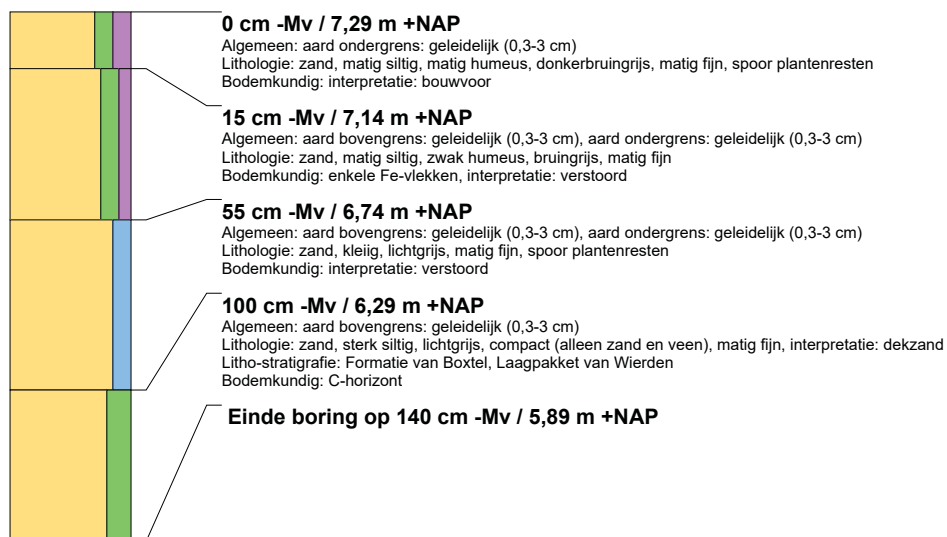 0 cm -Mv / 7,29 m +NAP
Algemeen: aard ondergrens: geleidelijk (0,3-3 cm)
Lithologie: zand, matig siltig, matig humeus, donkerbruingrijs, matig fijn, spoor plantenresten
Bodemkundig: interpretatie: bouwvoor
15 cm -Mv / 7,14 m +NAP
Algemeen: aard bovengrens: geleidelijk (0,3-3 cm), aard ondergrens: geleidelijk (0,3-3 cm)
Lithologie: zand, matig siltig, zwak humeus, bruingrijs, matig fijn
Bodemkundig: enkele Fe-vlekken, interpretatie: verstoord
55 cm -Mv / 6,74 m +NAP
Algemeen: aard bovengrens: geleidelijk (0,3-3 cm), aard ondergrens: geleidelijk (0,3-3 cm)
Lithologie: zand, kleiig, lichtgrijs, matig fijn, spoor plantenresten
Bodemkundig: interpretatie: verstoord
100 cm -Mv / 6,29 m +NAP
Algemeen: aard bovengrens: geleidelijk (0,3-3 cm)
Lithologie: zand, sterk siltig, lichtgrijs, compact (alleen zand en veen), matig fijn, interpretatie: dekzand
Litho-stratigrafie: Formatie van Boxtel, Laagpakket van Wierden
Bodemkundig: C-horizont
Einde boring op 140 cm -Mv / 5,89 m +NAP